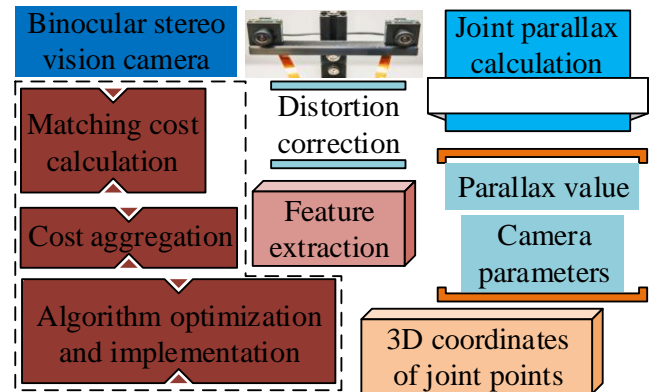 Binocular stereo
vision camera
Matching cost
calculation
Cost aggregation
Algorithm optimization
and implementation
Distortion
correction
Feature
extraction
Joint parallax
calculation
Parallax value
Camera
parameters
3D coordinates
of joint points